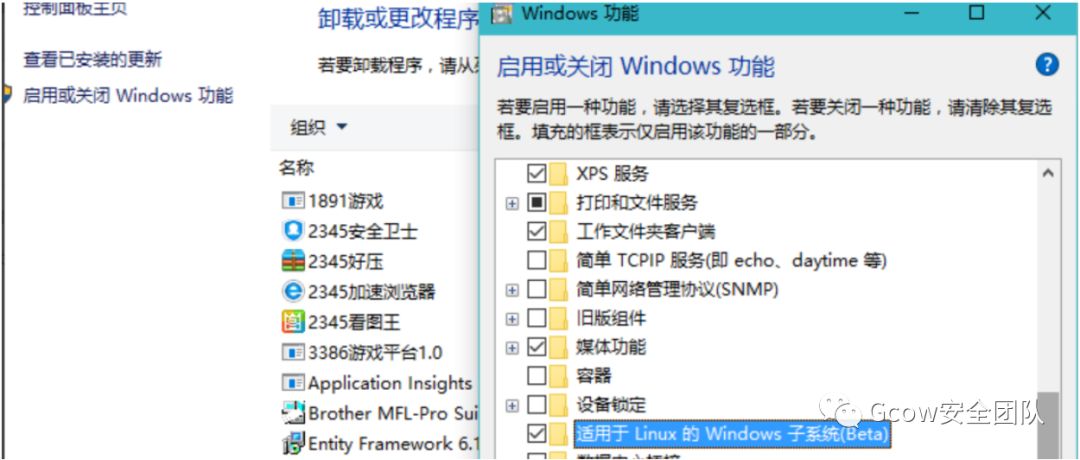 控制面板主页
查看已安装的更新
启用或关闭 Windows 功能
卸载或更改程序
若要卸载程序，请从列
组织
名称
1891游戏
2345安全卫士
2345好压
2345加速浏览器
2345看图王
3386游戏平台1.0
Application Insights
Brother MFL-Pro Sui
Entity Framework 6.1
Windows 功能
启用或关闭 Windows 功能
若要启用一种功能，请选择其复选框。若要关闭一种功能，请清除其复选
框。填充的框表示仅启用该功能的一部分。
XPS 服务
打印和文件服务
工作文件夹客户端
简单 TCPIP 服务(即 echo、daytime 等)
简单网络管理协议(SNMP)
旧版组件
媒体功能
容器
设备锁定
适用于 Linux 的 Windows 子系统(Beta)
Gcow安全团队